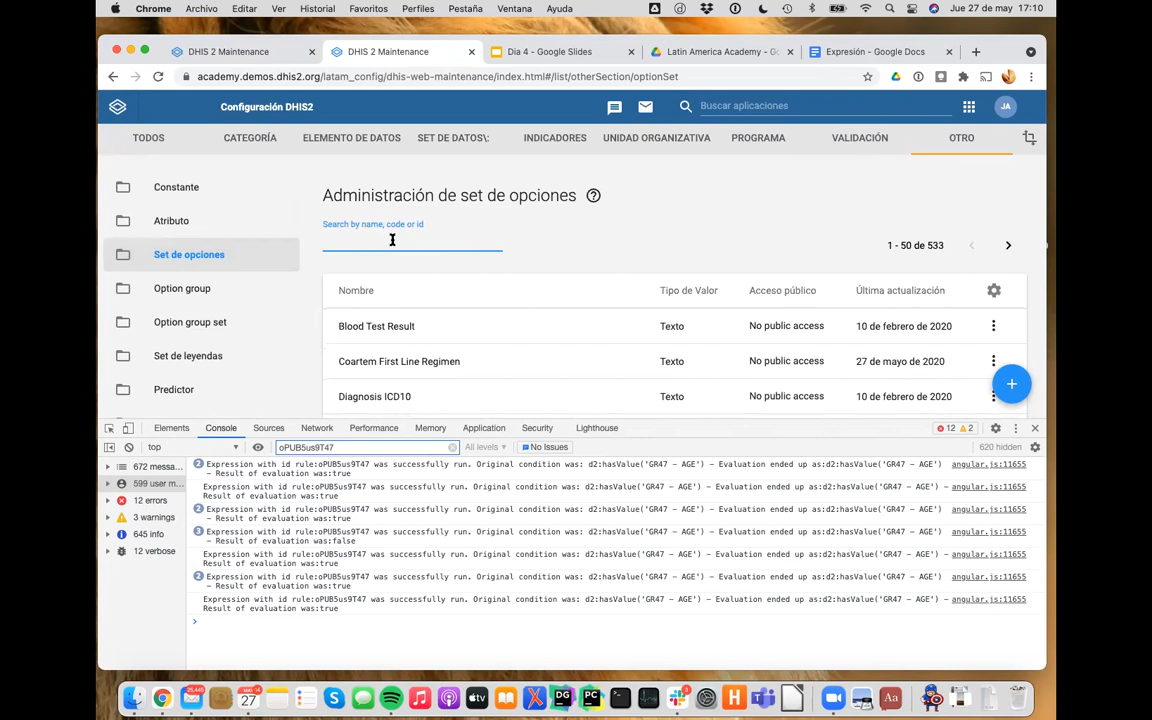 Chrome Archivo Editar Ver Historial Favoritos Perfiles Pestaña Ventana Ayuda Jue 27 de may 17:10
DHIS 2 Maintenance
DHIS 2 Maintenance
Día 4 - Google Slides
Latin America Academy - Go
Expresión - Google Docs
academy.demos.dhis2.org/latam_config/dhis-web-maintenance/index.html#/list/otherSection/optionSet
Configuración DHIS2
Buscar aplicaciones
JA
TODOS CATEGORÍA ELEMENTO DE DATOS SET DE DATOS\; INDICADORES UNIDAD ORGANIZATIVA PROGRAMA VALIDACIÓN OTRO
Constante
Atributo
Set de opciones
Option group
Option group set
Set de leyendas
Predictor
Administración de set de opciones
Search by name, code or id
1 - 50 de 533
Nombre Tipo de Valor Acceso público Última actualización
Blood Test Result Texto No public access 10 de febrero de 2020
Coartem First Line Regimen Texto No public access 27 de mayo de 2020
Diagnosis ICD10 Texto No public access 10 de febrero de 2020
Elements Console Sources Network Performance Memory Application Security Lighthouse 12 2
top oPUB5us9T47 All levels No Issues 620 hidden
672 messa...
599 user m...
12 errors
3 warnings
645 info
12 verbose
2 Expression with id rule:oPUB5us9T47 was successfully run. Original condition was: d2:hasValue('GR47 - AGE') - Evaluation ended up as:d2:hasValue('GR47 - AGE') angular.js:11655
- Result of evaluation was:true
Expression with id rule:oPUB5us9T47 was successfully run. Original condition was: d2:hasValue('GR47 - AGE') - Evaluation ended up as:d2:hasValue('GR47 - AGE') - angular.js:11655
Result of evaluation was:true
2 Expression with id rule:oPUB5us9T47 was successfully run. Original condition was: d2:hasValue('GR47 - AGE') - Evaluation ended up as:d2:hasValue('GR47 - AGE') angular.js:11655
- Result of evaluation was:true
3 Expression with id rule:oPUB5us9T47 was successfully run. Original condition was: d2:hasValue('GR47 - AGE') - Evaluation ended up as:d2:hasValue('GR47 - AGE') angular.js:11655
- Result of evaluation was:false
Expression with id rule:oPUB5us9T47 was successfully run. Original condition was: d2:hasValue('GR47 - AGE') - Evaluation ended up as:d2:hasValue('GR47 - AGE') - angular.js:11655
Result of evaluation was:true
2 Expression with id rule:oPUB5us9T47 was successfully run. Original condition was: d2:hasValue('GR47 - AGE') - Evaluation ended up as:d2:hasValue('GR47 - AGE') angular.js:11655
- Result of evaluation was:true
Expression with id rule:oPUB5us9T47 was successfully run. Original condition was: d2:hasValue('GR47 - AGE') - Evaluation ended up as:d2:hasValue('GR47 - AGE') - angular.js:11655
Result of evaluation was:true